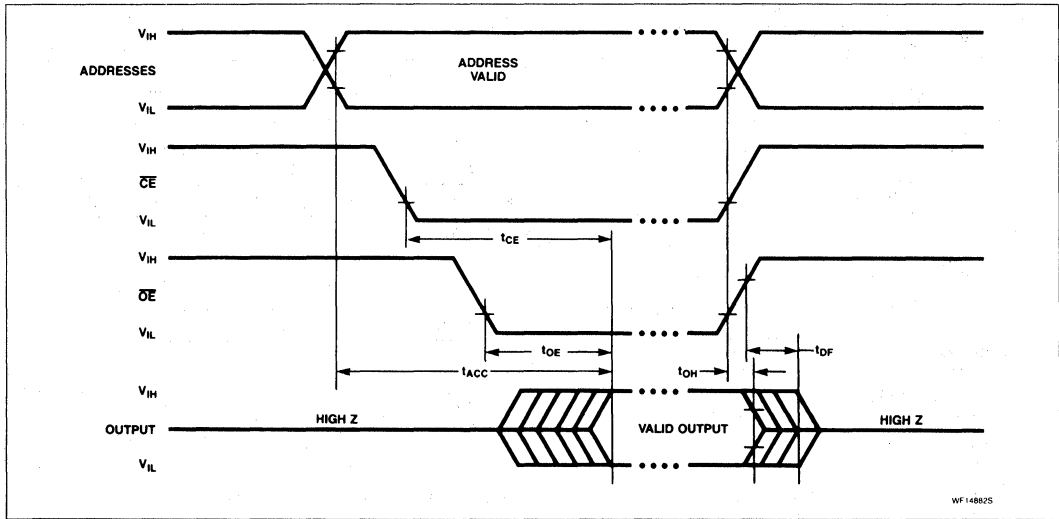 VIH
ADDRESSES
ADDRESS
VALID
VIL
VIH
CE
VIL
tCE
VIH
OE
VIL
tOE
tDF
tACC
tOH
VIH
OUTPUT
HIGH Z
VALID OUTPUT
HIGH Z
VIL
WF14882S